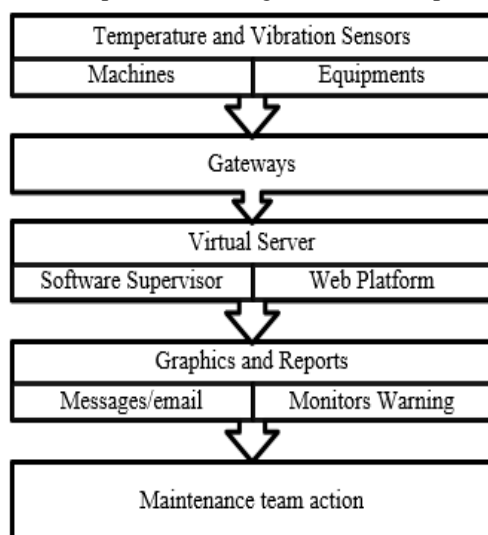 Temperature and Vibration Sensors
Machines Equipments
Gateways
Virtual Server
Software Supervisor Web Platform
Graphics and Reports
Messages/email Monitors Warning
Maintenance team action